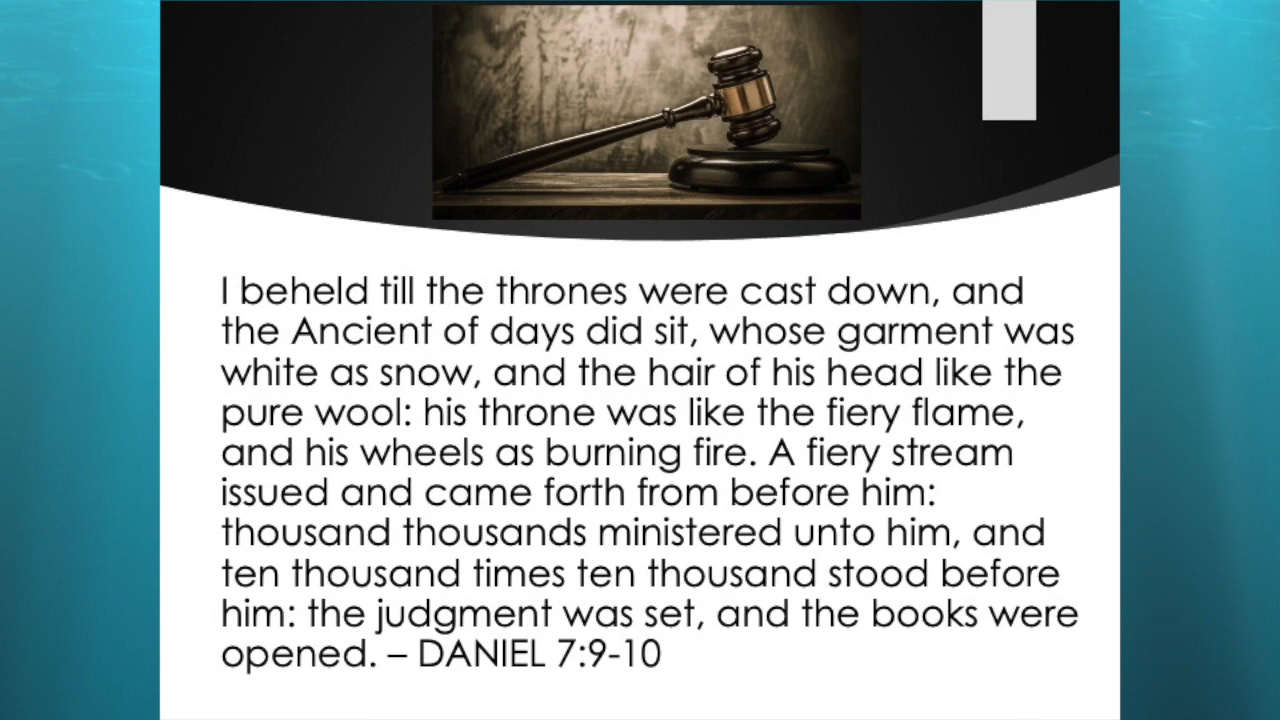 I beheld till the thrones were cast down, and
the Ancient of days did sit, whose garment was
white as snow, and the hair of his head like the
pure wool: his throne was like the fiery flame,
and his wheels as burning fire. A fiery stream
issued and came forth from before him:
thousand thousands ministered unto him, and
ten thousand times ten thousand stood before
him: the judgment was set, and the books were
opened. – DANIEL 7:9-10